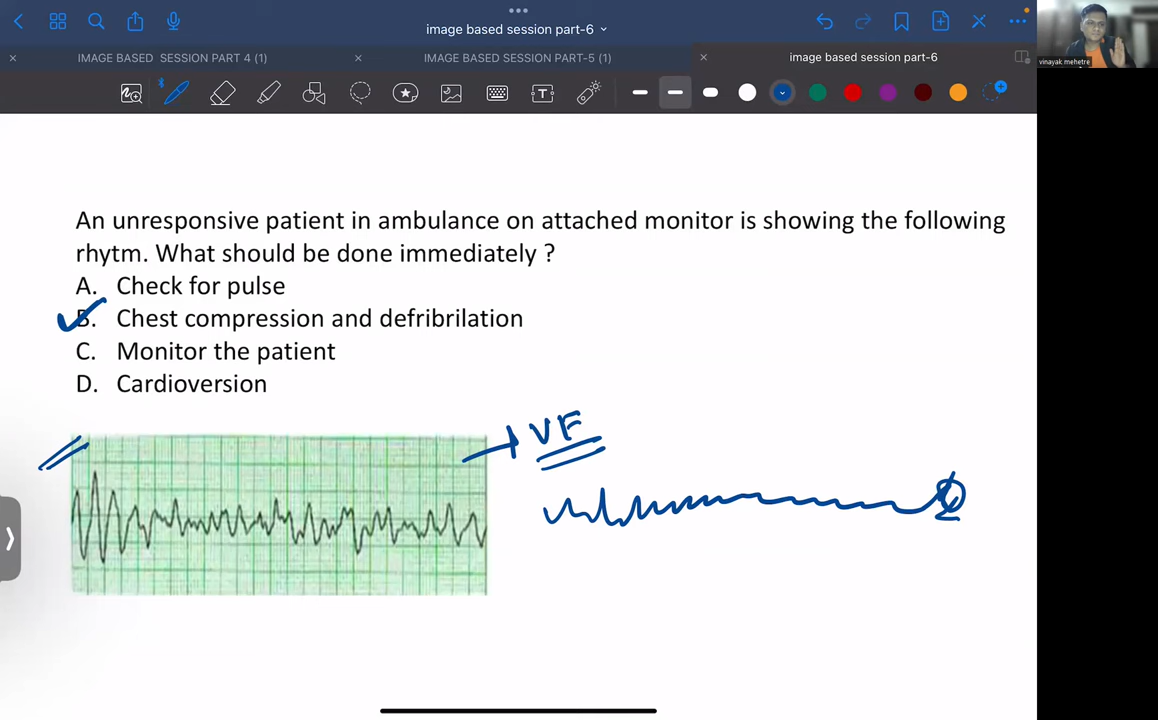 image based session part-6
IMAGE BASED SESSION PART 4 (1)
IMAGE BASED SESSION PART-5 (1)
image based session part-6
vinayak mehetre
An unresponsive patient in ambulance on attached monitor is showing the following
rhytm. What should be done immediately ?
A. Check for pulse
B. Chest compression and defribrilation
C. Monitor the patient
D. Cardioversion
VF